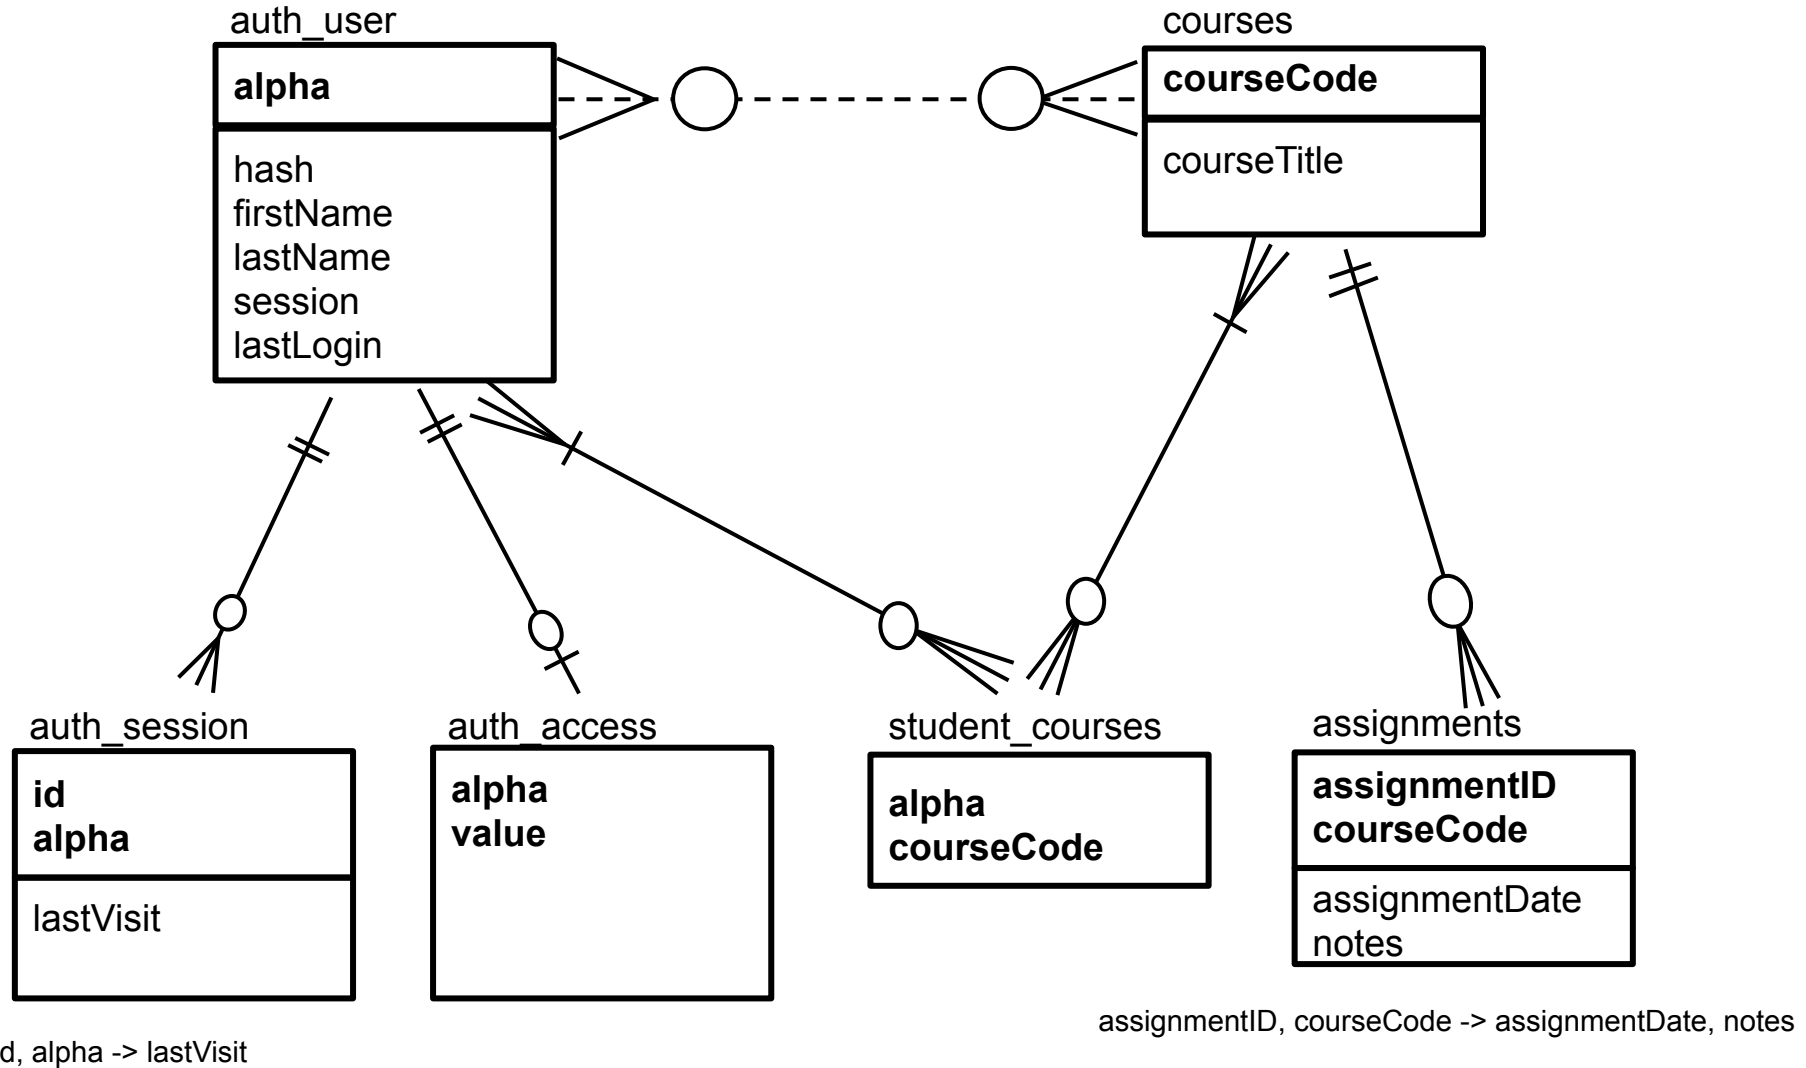 auth_user
alpha
hash
firstName
lastName
session
lastLogin
courses
courseCode
courseTitle
auth_session
id
alpha
lastVisit
auth_access
alpha
value
student_courses
alpha
courseCode
assignments
assignmentID
courseCode
assignmentDate
notes
assignmentID, courseCode -> assignmentDate, notes
d, alpha -> lastVisit